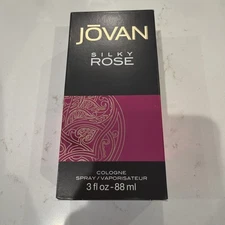 JŌVAN
SILKY
ROSE
COLOGNE
SPRAY / VAPORISATEUR
3 fl oz - 88 ml